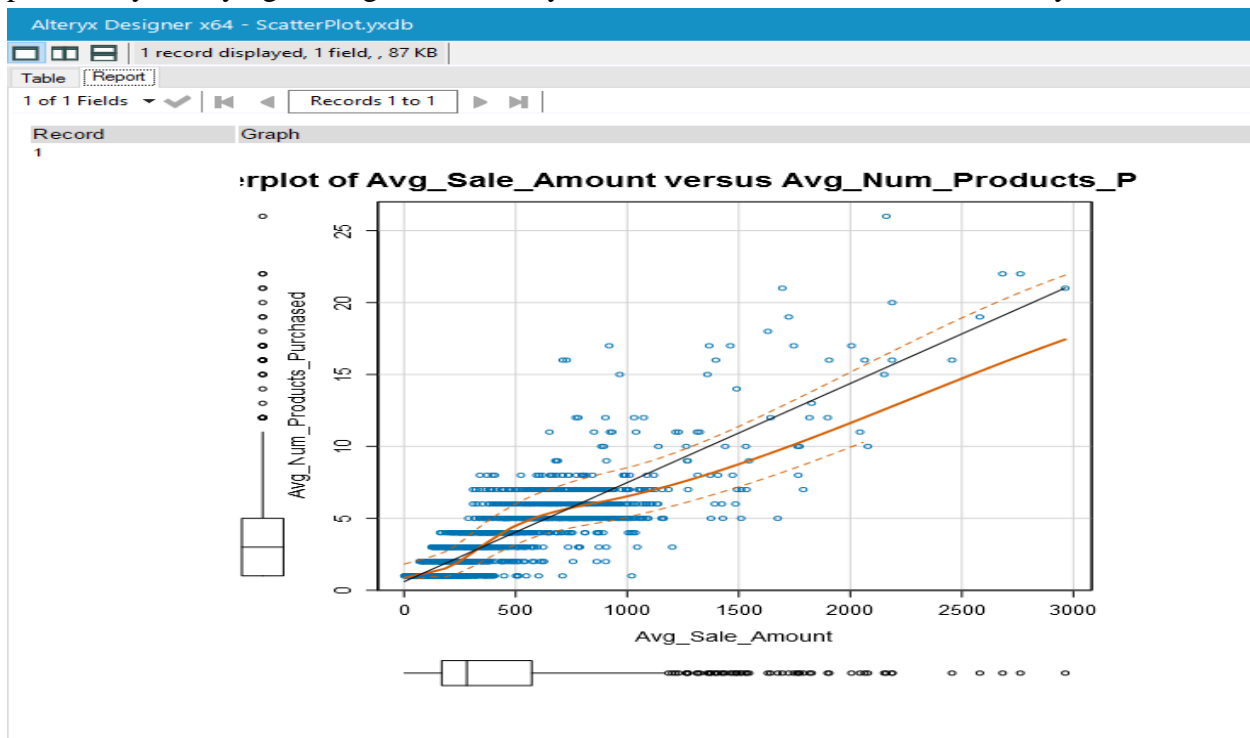 Alteryx Designer x64 - ScatterPlot.yxdb
1 record displayed, 1 field, , 87 KB
Table Report
1 of 1 Fields Records 1 to 1
Record Graph
1
erplot of Avg_Sale_Amount versus Avg_Num_Products_P
Avg_Num_Products_Purchased
25
20
15
10
5
0
0 500 1000 1500 2000 2500 3000
Avg_Sale_Amount